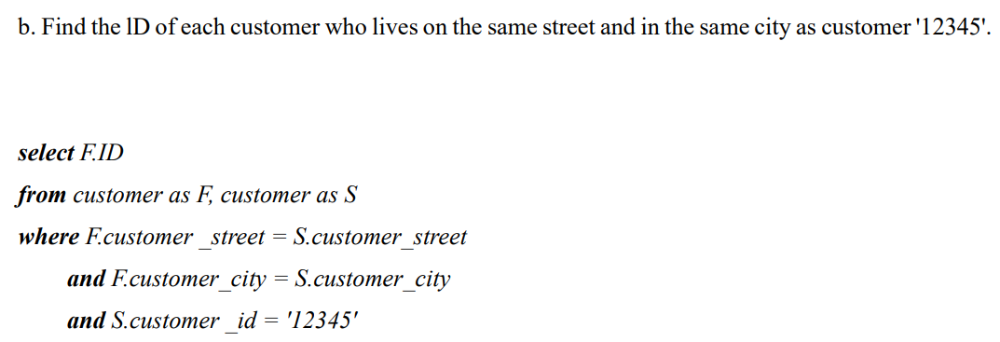 b. Find the lD of each customer who lives on the same street and in the same city as customer '12345'.
select F.ID
from customer as F, customer as S
where F.customer _street = S.customer_street
and F.customer_city = S.customer_city
and S.customer _id = '12345'